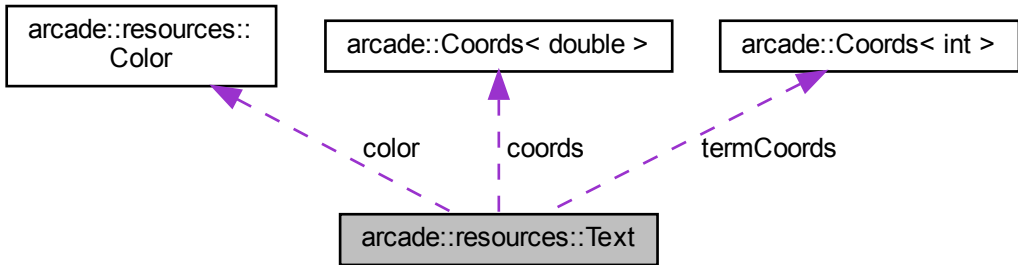 arcade::resources::
Color
arcade::Coords< double >
arcade::Coords< int >
color
coords
termCoords
arcade::resources::Text